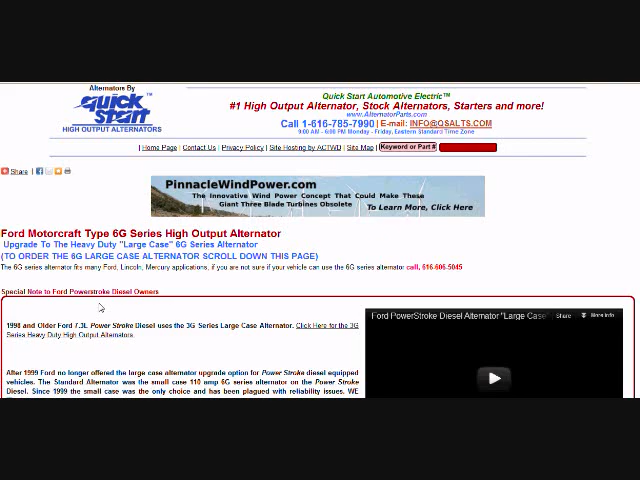 Alternators By
quick start™
HIGH OUTPUT ALTERNATORS
Quick Start Automotive Electric™
#1 High Output Alternator, Stock Alternators, Starters and more!
www.AlternatorParts.com
Call 1-616-785-7990 | E-mail: INFO@QSALTS.COM
9:00 AM - 6:00 PM Monday - Friday, Eastern Standard Time Zone
| Home Page | Contact Us | Privacy Policy | Site Hosting by ACTWD | Site Map | Keyword or Part #
Share |
PinnacleWindPower.com
The Innovative Wind Power Concept That Could Make These
Giant Three Blade Turbines Obsolete
To Learn More, Click Here
Ford Motorcraft Type 6G Series High Output Alternator
Upgrade To The Heavy Duty "Large Case" 6G Series Alternator
(TO ORDER THE 6G LARGE CASE ALTERNATOR SCROLL DOWN THIS PAGE)
The 6G series alternator fits many Ford, Lincoln, Mercury applications, if you are not sure if your vehicle can use the 6G series alternator call, 616-606-5045
Special Note to Ford Powerstroke Diesel Owners
1998 and Older Ford 7.3L Power Stroke Diesel uses the 3G Series Large Case Alternator. Click Here for the 3G
Series Heavy Duty High Output Alternators.
Ford PowerStroke Diesel Alternator "Large Case" Share More info
After 1999 Ford no longer offered the large case alternator upgrade option for Power Stroke diesel equipped
vehicles. The Standard Alternator was the small case 110 amp 6G series alternator on the Power Stroke
Diesel. Since 1999 the small case was the only choice and has been plagued with reliability issues. WE